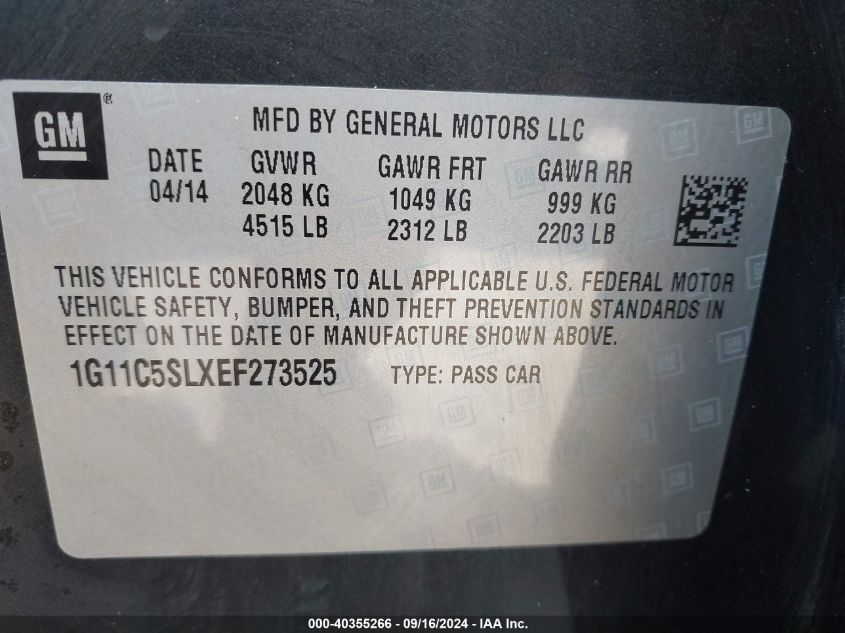 GM
MFD BY GENERAL MOTORS LLC
DATE GVWR GAWR FRT GAWR RR
04/14 2048 KG 1049 KG 999 KG
4515 LB 2312 LB 2203 LB
THIS VEHICLE CONFORMS TO ALL APPLICABLE U.S. FEDERAL MOTOR
VEHICLE SAFETY, BUMPER, AND THEFT PREVENTION STANDARDS IN
EFFECT ON THE DATE OF MANUFACTURE SHOWN ABOVE.
1G11C5SLXEF273525 TYPE: PASS CAR
000-40355266 - 09/16/2024 - IAA Inc.